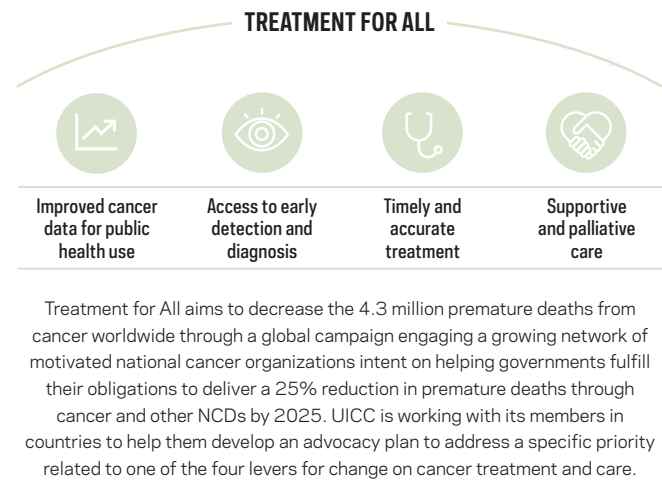 TREATMENT FOR ALL
Improved cancer
data for public
health use
Access to early
detection and
diagnosis
Timely and
accurate
treatment
Supportive
and palliative
care
Treatment for All aims to decrease the 4.3 million premature deaths from
cancer worldwide through a global campaign engaging a growing network of
motivated national cancer organizations intent on helping governments fulfill
their obligations to deliver a 25% reduction in premature deaths through
cancer and other NCDs by 2025. UICC is working with its members in
countries to help them develop an advocacy plan to address a specific priority
related to one of the four levers for change on cancer treatment and care.